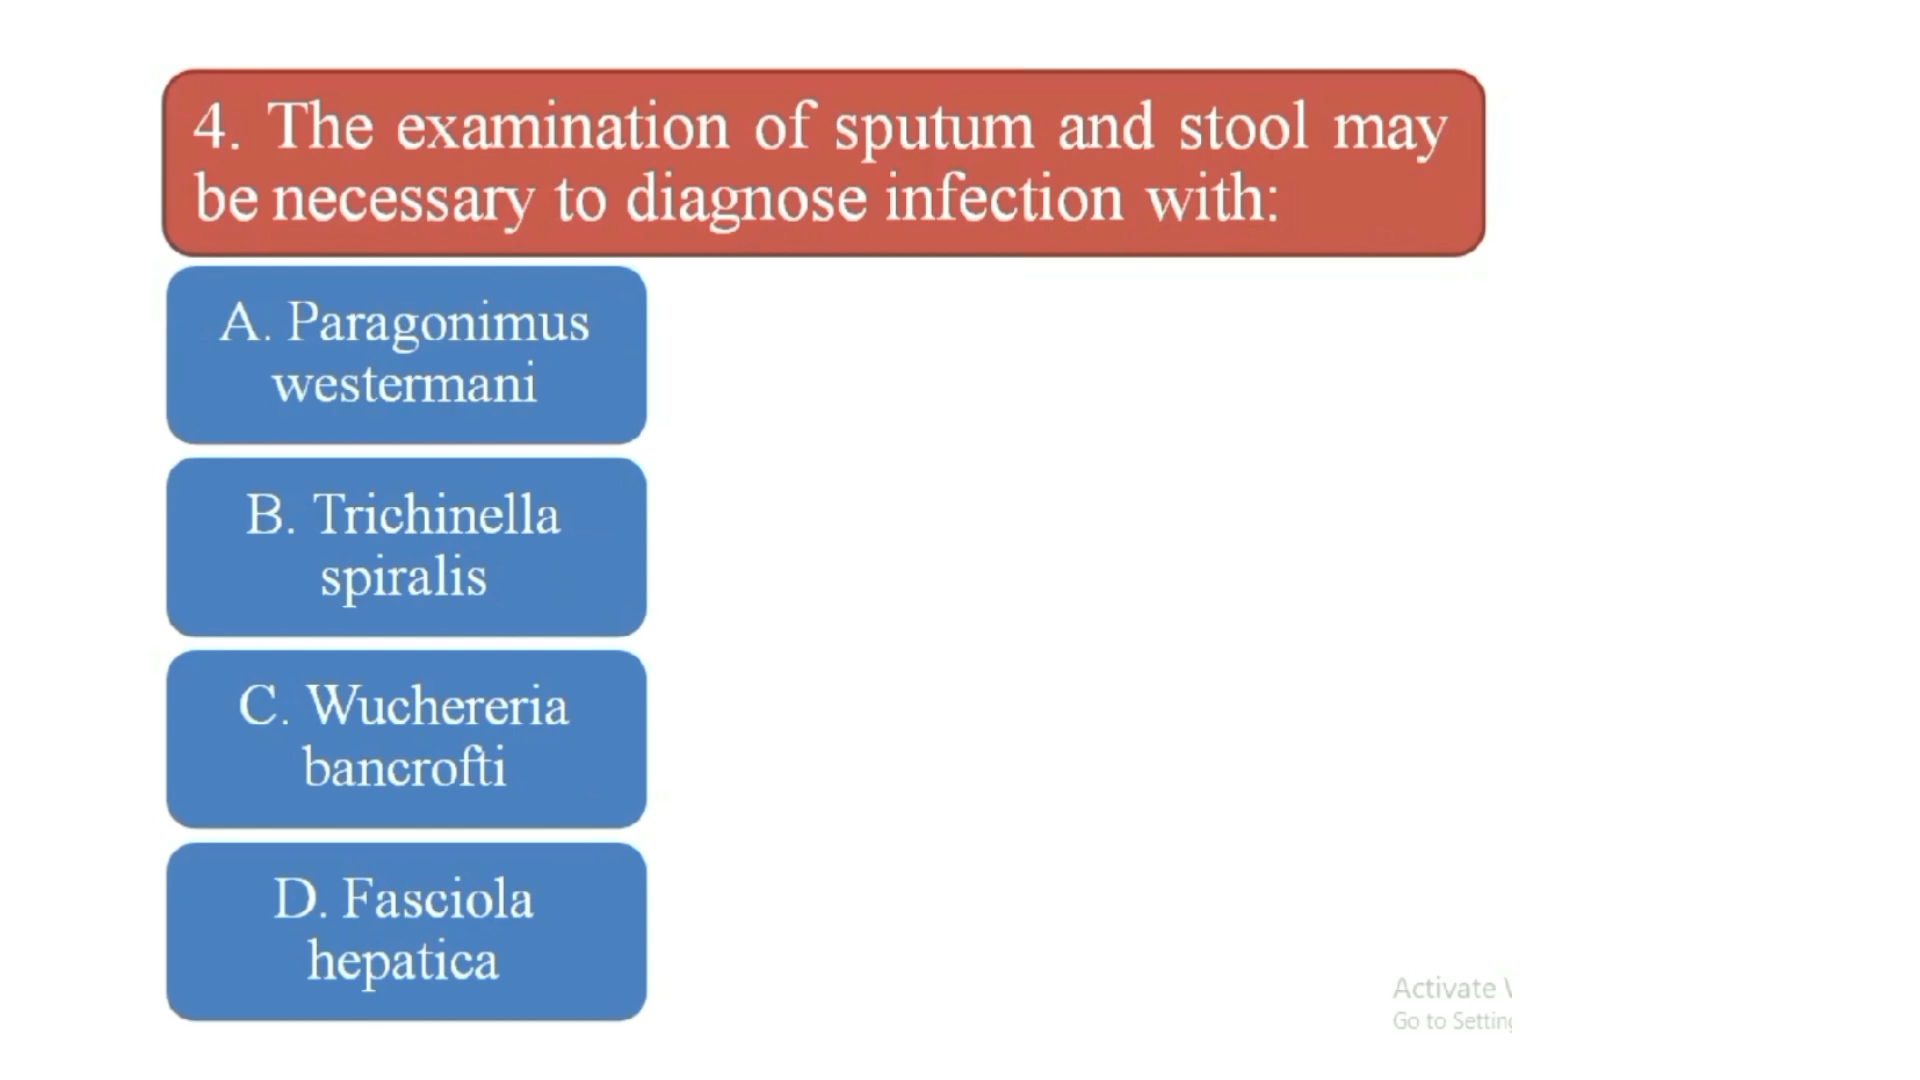 4. The examination of sputum and stool may
be necessary to diagnose infection with:
A. Paragonimus
westermani
B. Trichinella
spiralis
C. Wuchereria
bancrofti
D. Fasciola
hepatica
Activate
Go to Setting